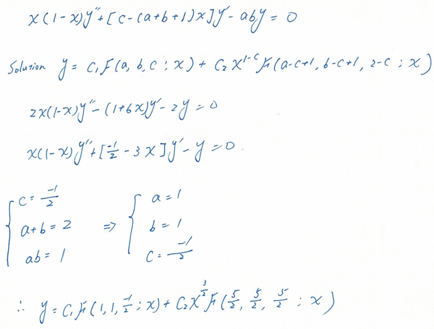 x(1-x)y''+[c-(a+b+1)x]y'-aby=0
Solution y = C₁F(a,b,c ; x) + C₂ x^{1-c} F(a-c+1, b-c+1, 2-c ; x)
2x(1-x)y''-(1+6x)y'-2y=0
x(1-x)y''+[-1/2-3x]y'-y=0.
{ c = -1/2
a+b=2
ab=1
⇒ { a=1
b=1
c = -1/2
∴ y = C₁F(1,1,-1/2 ; x)+ C₂x^{3/2}F(5/2, 5/2, 5/2 ; x)